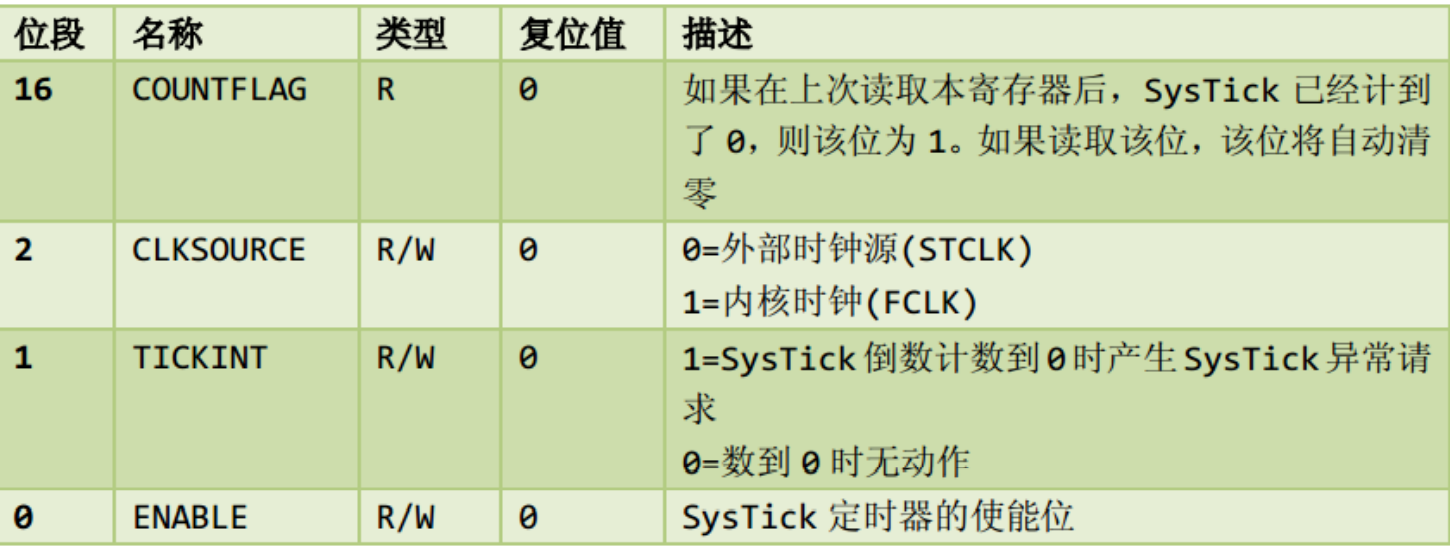 位段 名称 类型 复位值 描述
16 COUNTFLAG R 0 如果在上次读取本寄存器后，SysTick 已经计到
了 0，则该位为 1。如果读取该位，该位将自动清
零
2 CLKSOURCE R/W 0 0=外部时钟源(STCLK)
1=内核时钟(FCLK)
1 TICKINT R/W 0 1=SysTick 倒数计数到 0 时产生 SysTick 异常请
求
0=数到 0 时无动作
0 ENABLE R/W 0 SysTick 定时器的使能位